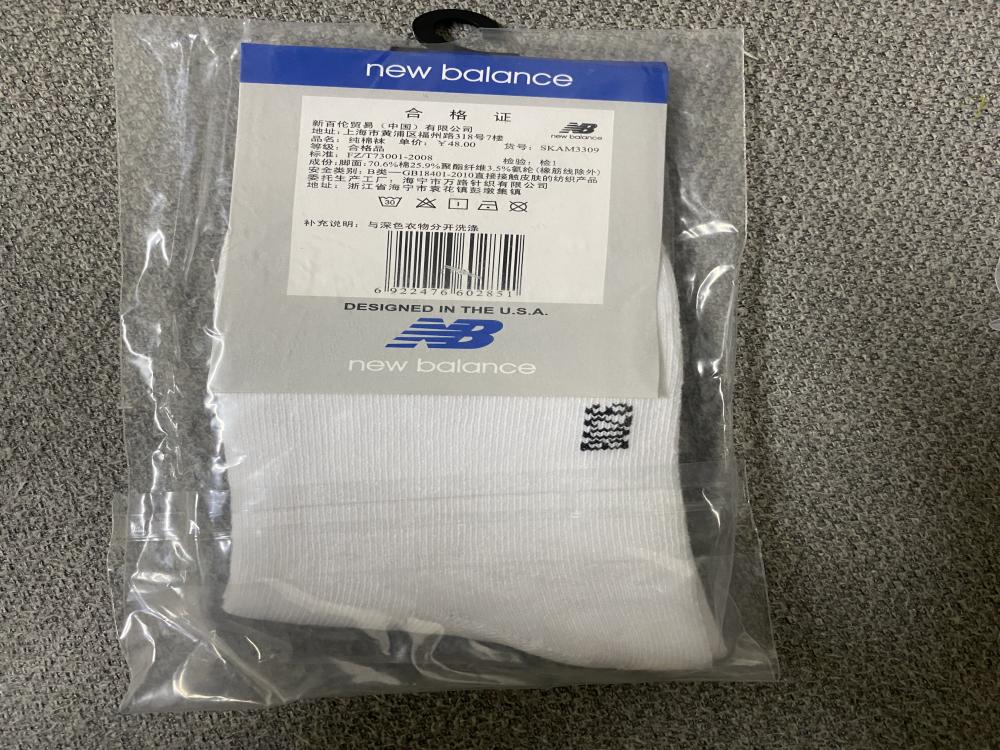 new balance
合格证
新百伦贸易（中国）有限公司
new balance
地址：上海市黄浦区福州路318号7楼
品名：纯棉袜 单价：￥48.00 货号：SKAM3309
等级：合格品
标准：FZ/T73001-2008 检验：检1
成份：脚面：70.6%棉25.9%聚酯纤维3.5%氨纶(橡筋线除外)
安全类别：B类—GB18401-2010直接接触皮肤的纺织产品
委托生产工厂：海宁市万路针织有限公司
地址：浙江省海宁市袁花镇彭墩集镇
30
补充说明：与深色衣物分开洗涤
6 922476 602851
DESIGNED IN THE U.S.A.
NB
new balance